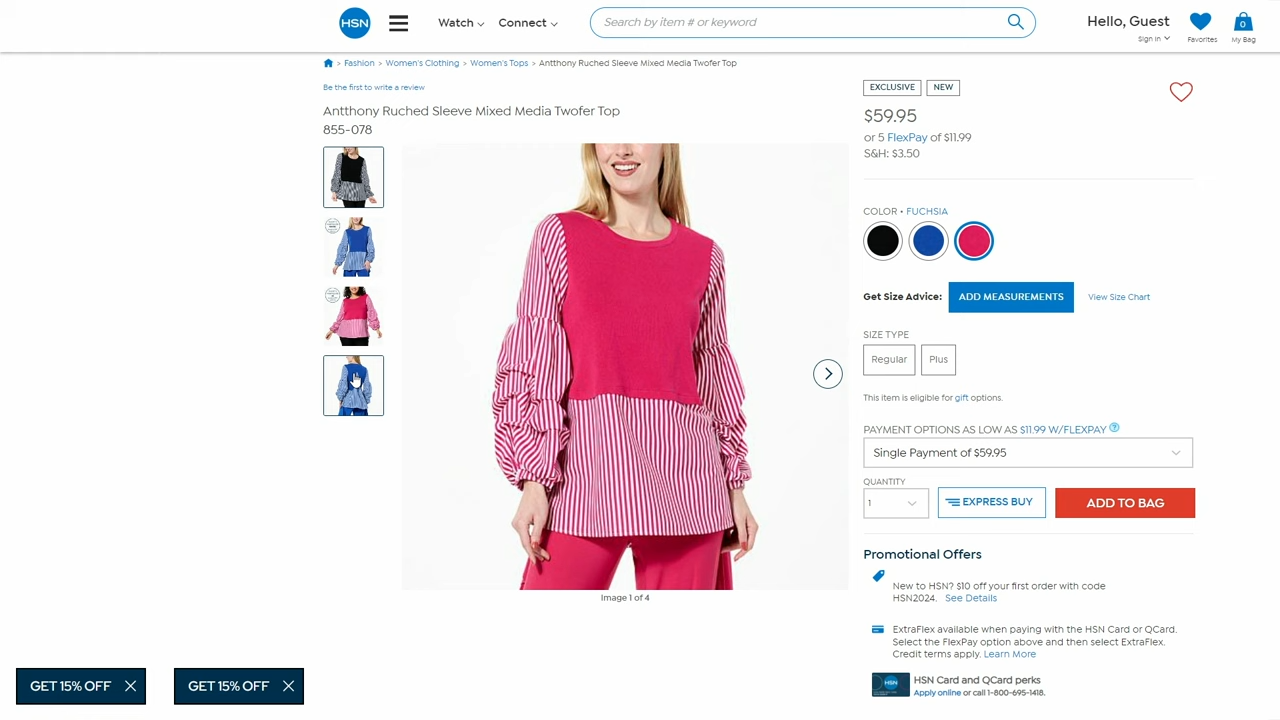 HSN
Watch
Connect
Search by item # or keyword
Hello, Guest
Sign in
Favorites
0
My Bag
> Fashion > Women's Clothing > Women's Tops > Antthony Ruched Sleeve Mixed Media Twofer Top
Be the first to write a review
Antthony Ruched Sleeve Mixed Media Twofer Top
855-078
Image 1 of 4
EXCLUSIVE
NEW
$59.95
or 5 FlexPay of $11.99
S&H: $3.50
COLOR • FUCHSIA
Get Size Advice:
ADD MEASUREMENTS
View Size Chart
SIZE TYPE
Regular
Plus
This item is eligible for gift options.
PAYMENT OPTIONS AS LOW AS $11.99 W/FLEXPAY ?
Single Payment of $59.95
QUANTITY
1
EXPRESS BUY
ADD TO BAG
Promotional Offers
New to HSN? $10 off your first order with code
HSN2024. See Details
ExtraFlex available when paying with the HSN Card or QCard.
Select the FlexPay option above and then select ExtraFlex.
Credit terms apply. Learn More
HSN
HSN Card and QCard perks
Apply online or call 1-800-695-1418.
GET 15% OFF
GET 15% OFF